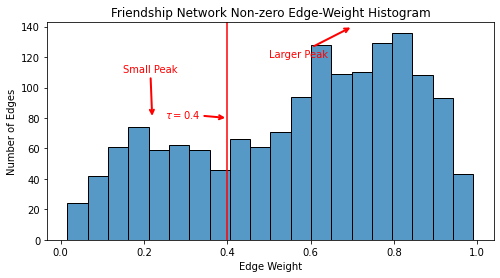 Friendship Network Non-zero Edge-Weight Histogram
140
120
100
80
60
40
20
0
Number of Edges
Small Peak
τ = 0.4
Larger Peak
0.0 0.2 0.4 0.6 0.8 1.0
Edge Weight